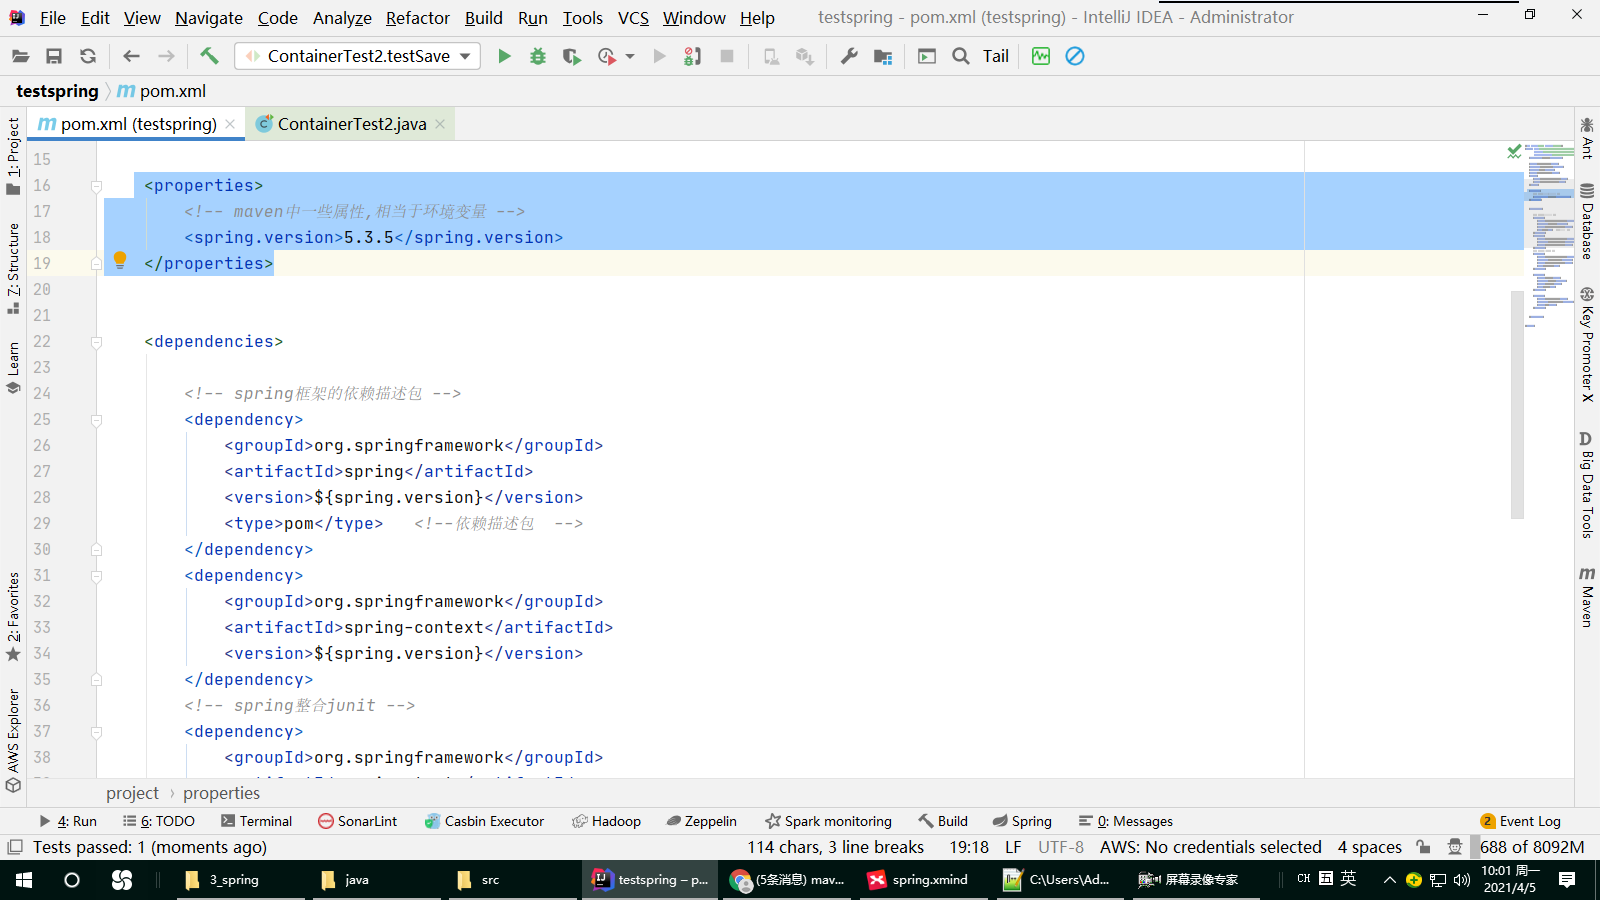 File Edit View Navigate Code Analyze Refactor Build Run Tools VCS Window Help testspring - pom.xml (testspring) - IntelliJ IDEA - Administrator
ContainerTest2.testSave Tail
testspring pom.xml
pom.xml (testspring) ContainerTest2.java
1: Project
Z: Structure
Learn
2: Favorites
AWS Explorer
15
16 <properties>
17 <!-- maven中一些属性,相当于环境变量 -->
18 <spring.version>5.3.5</spring.version>
19 </properties>
20
21
22 <dependencies>
23
24 <!-- spring框架的依赖描述包 -->
25 <dependency>
26 <groupId>org.springframework</groupId>
27 <artifactId>spring</artifactId>
28 <version>${spring.version}</version>
29 <type>pom</type> <!--依赖描述包 -->
30 </dependency>
31 <dependency>
32 <groupId>org.springframework</groupId>
33 <artifactId>spring-context</artifactId>
34 <version>${spring.version}</version>
35 </dependency>
36 <!-- spring整合junit -->
37 <dependency>
38 <groupId>org.springframework</groupId>
Ant
Database
Key Promoter X
Big Data Tools
Maven
project › properties
4: Run 6: TODO Terminal SonarLint Casbin Executor Hadoop Zeppelin Spark monitoring Build Spring 0: Messages 2 Event Log
Tests passed: 1 (moments ago) 114 chars, 3 line breaks 19:18 LF UTF-8 AWS: No credentials selected 4 spaces 688 of 8092M
3_spring java src testspring – p... (5条消息) mav... spring.xmind C:\Users\Ad... 屏幕录像专家 CH 五 英 10:01 周一
2021/4/5